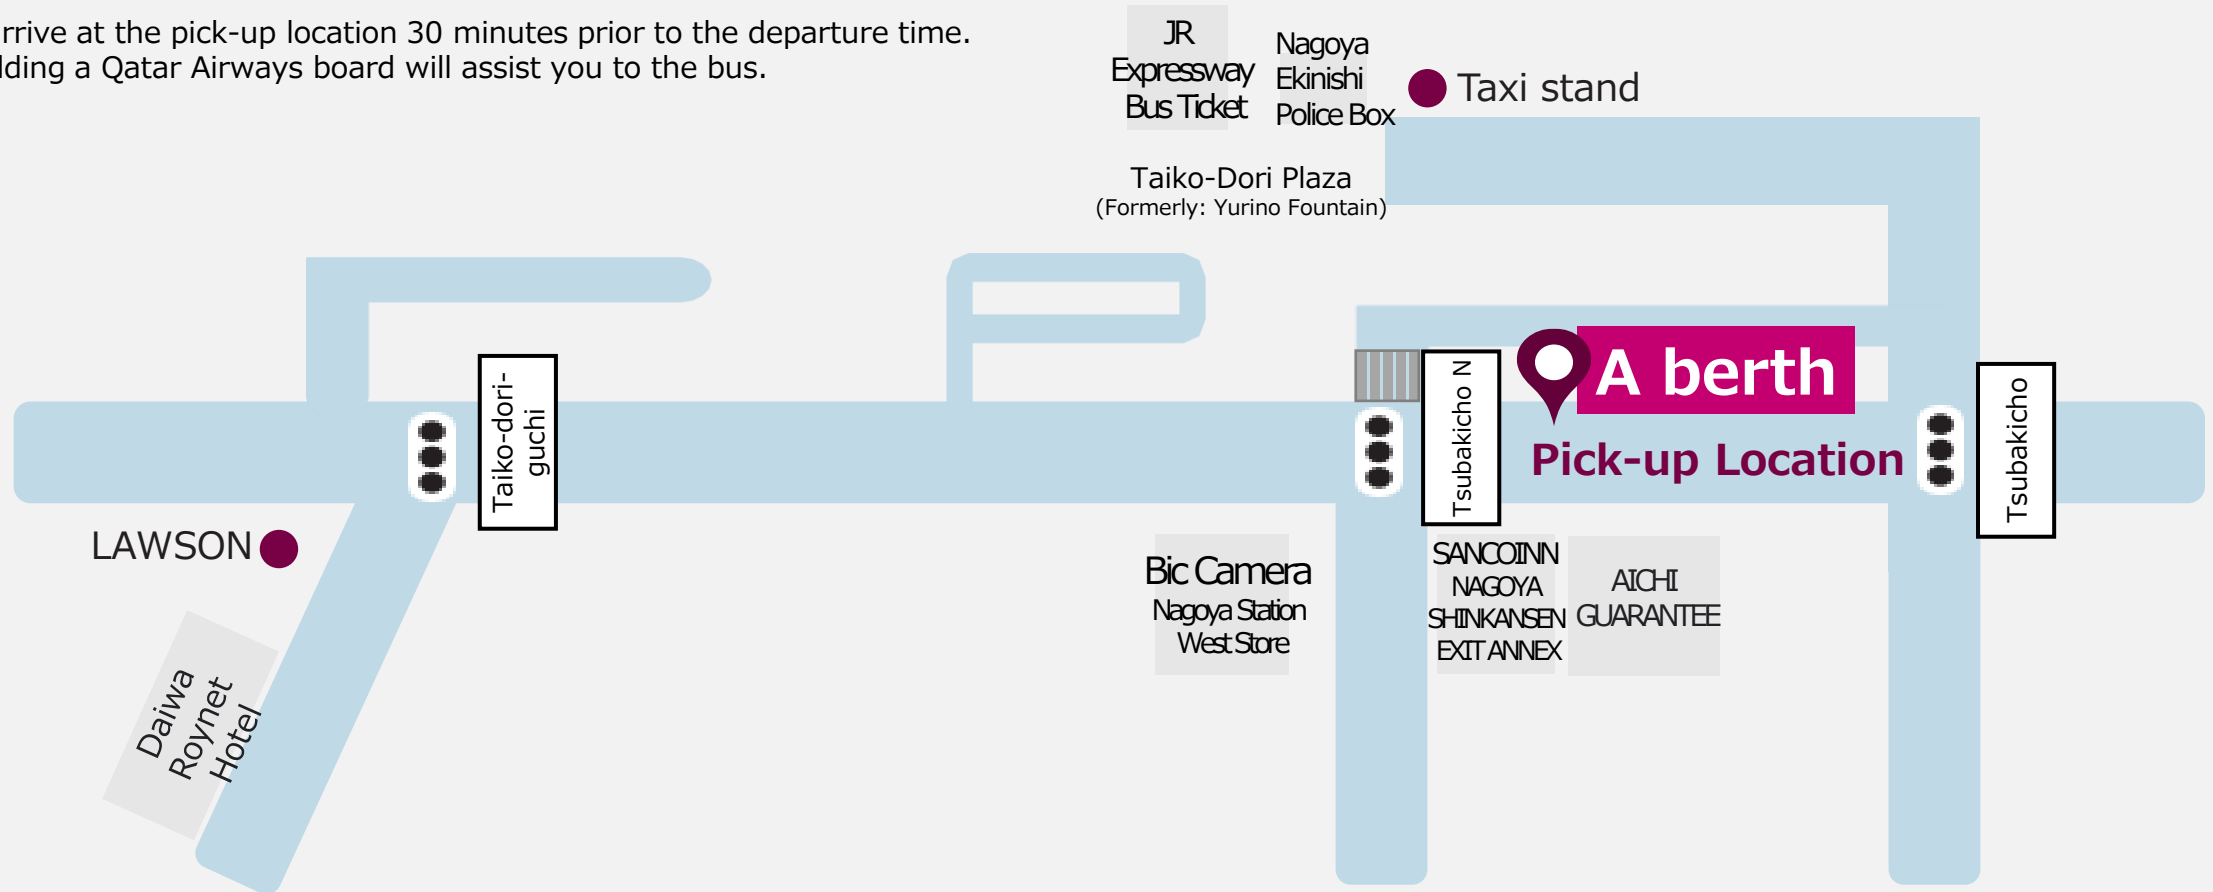 arrive at the pick-up location 30 minutes prior to the departure time.
a Qatar Airways board will assist you to the bus.
JR
Expressway
Bus Ticket
Nagoya
Ekinishi
Police Box
Taxi stand
Taiko-Dori Plaza
(Formerly: Yurino Fountain)
Taiko-dori-
guchi
Tsubakicho N
A berth
Pick-up Location
Tsubakicho
LAWSON
Daiwa
Roynet
Hotel
Bic Camera
Nagoya Station
West Store
SANCOINN
NAGOYA
SHINKANSEN
EXIT ANNEX
AICHI
GUARANTEE